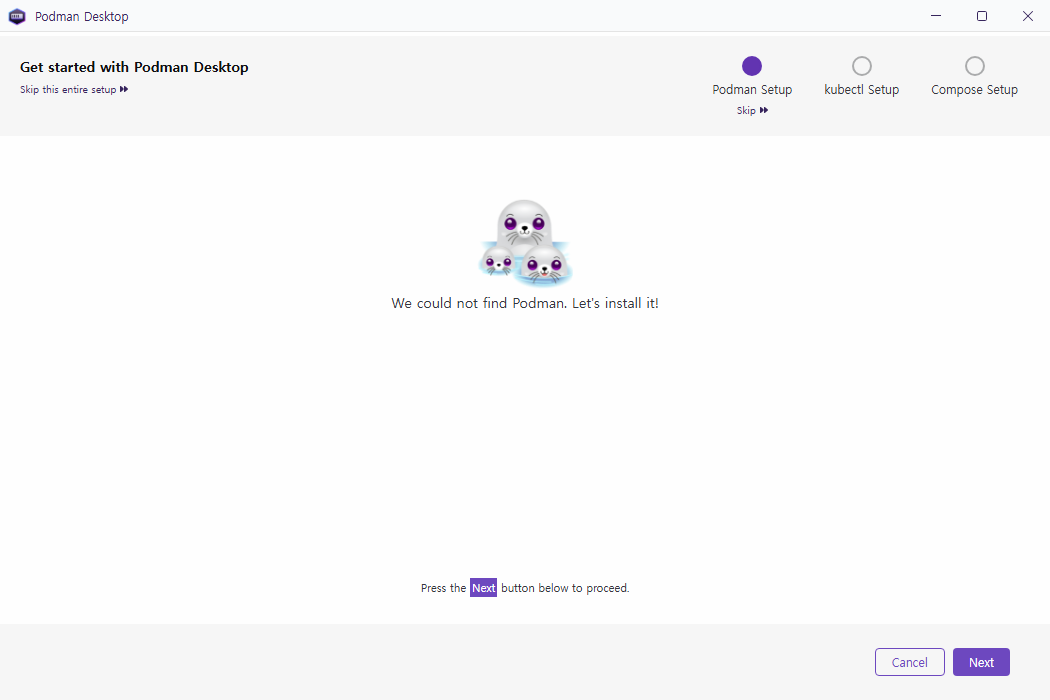 Podman Desktop
Get started with Podman Desktop
Skip this entire setup
Podman Setup
Skip
kubectl Setup
Compose Setup
We could not find Podman. Let's install it!
Press the Next button below to proceed.
Cancel
Next